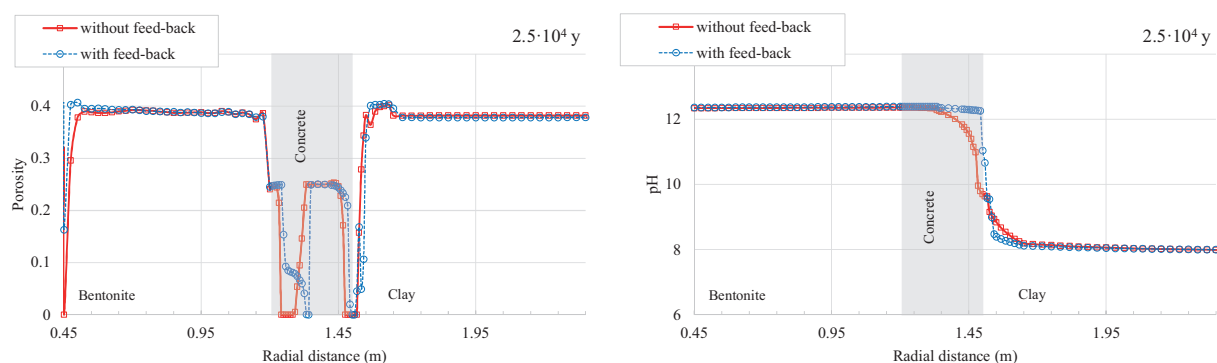 without feed-back
with feed-back
2.5·10⁴ y
Porosity
0.4
0.3
0.2
0.1
0
Concrete
Bentonite
Clay
0.45
0.95
1.45
1.95
Radial distance (m)
without feed-back
with feed-back
2.5·10⁴ y
pH
12
10
8
6
Concrete
Bentonite
Clay
0.45
0.95
1.45
1.95
Radial distance (m)